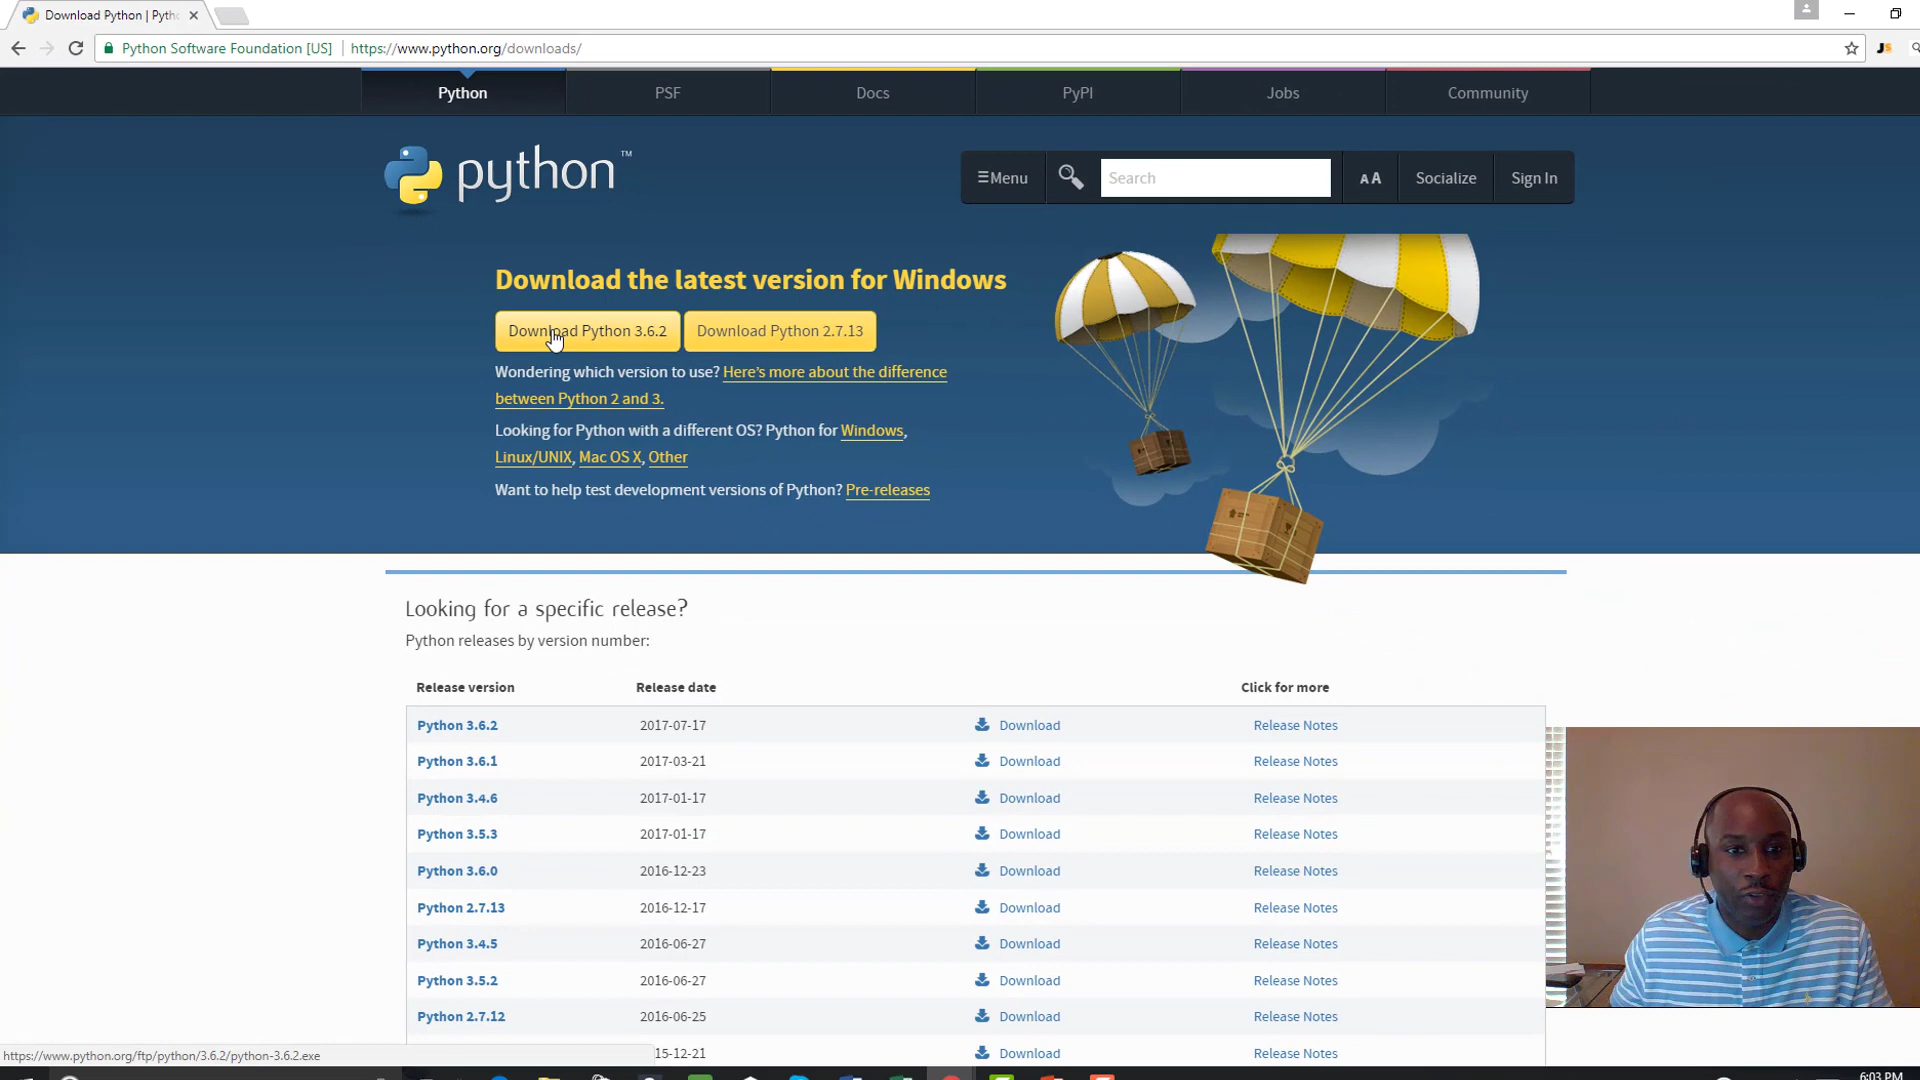 Download Python | Pyth
Python Software Foundation [US] https://www.python.org/downloads/
Python PSF Docs PyPI Jobs Community
python™
≡Menu Search AA Socialize Sign In
Download the latest version for Windows
Download Python 3.6.2 Download Python 2.7.13
Wondering which version to use? Here's more about the difference
between Python 2 and 3.
Looking for Python with a different OS? Python for Windows,
Linux/UNIX, Mac OS X, Other
Want to help test development versions of Python? Pre-releases
Looking for a specific release?
Python releases by version number:
Release version Release date Click for more
Python 3.6.2 2017-07-17 Download Release Notes
Python 3.6.1 2017-03-21 Download Release Notes
Python 3.4.6 2017-01-17 Download Release Notes
Python 3.5.3 2017-01-17 Download Release Notes
Python 3.6.0 2016-12-23 Download Release Notes
Python 2.7.13 2016-12-17 Download Release Notes
Python 3.4.5 2016-06-27 Download Release Notes
Python 3.5.2 2016-06-27 Download Release Notes
Python 2.7.12 2016-06-25 Download Release Notes
15-12-21 Download Release Notes
https://www.python.org/ftp/python/3.6.2/python-3.6.2.exe
6:03 PM